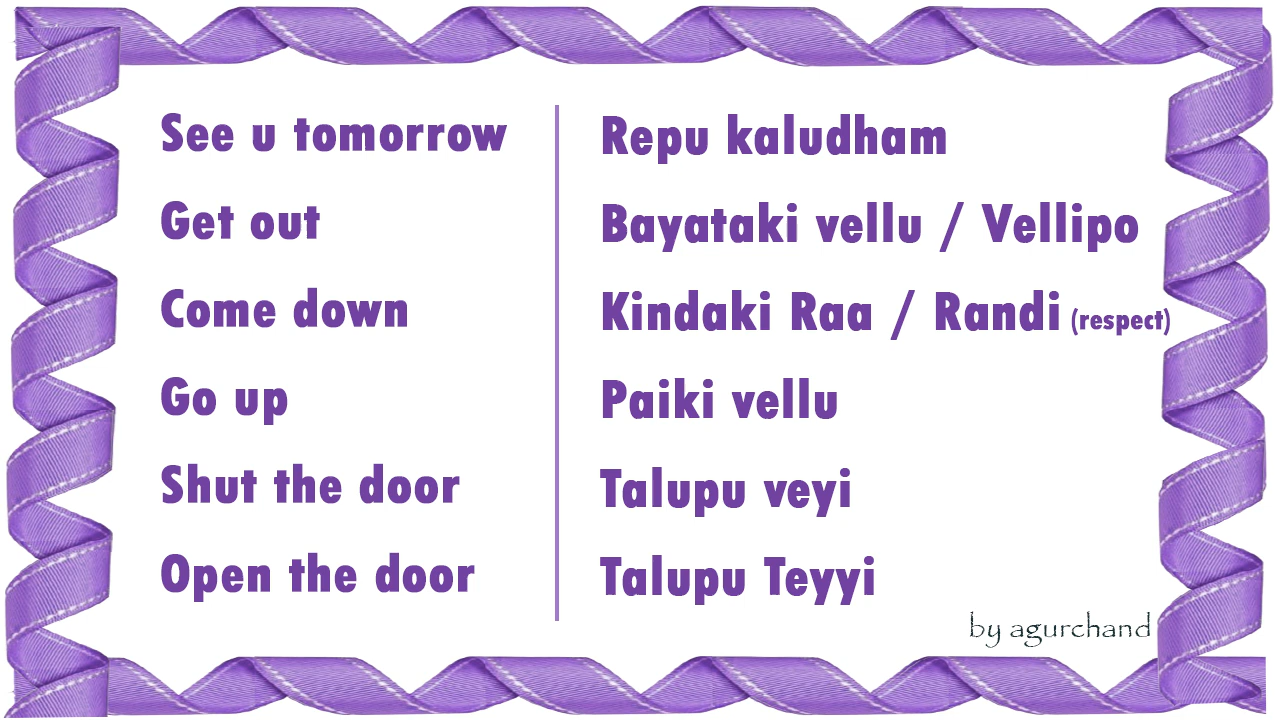 See u tomorrow
Repu kaludham
Get out
Bayataki vellu / Vellipo
Come down
Kindaki Raa / Randi (respect)
Go up
Paiki vellu
Shut the door
Talupu veyi
Open the door
Talupu Teyyi
by agurchand